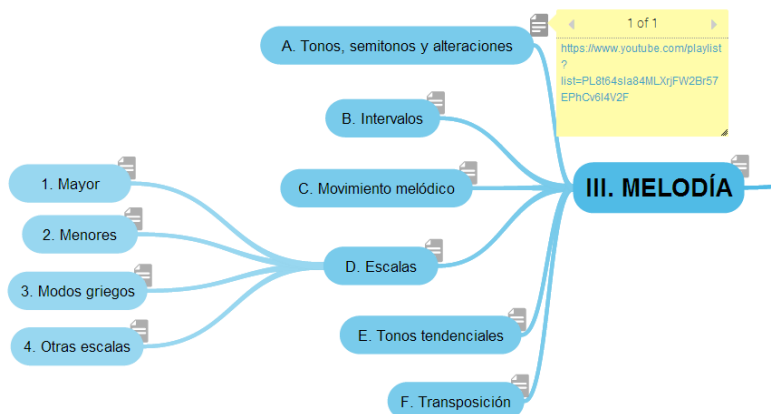 1 of 1
https://www.youtube.com/playlist
?
list=PL8t64sIa84MLXrjFW2Br57
EPhCv6I4V2F
A. Tonos, semitonos y alteraciones
B. Intervalos
III. MELODÍA
C. Movimiento melódico
1. Mayor
2. Menores
D. Escalas
3. Modos griegos
4. Otras escalas
E. Tonos tendenciales
F. Transposición